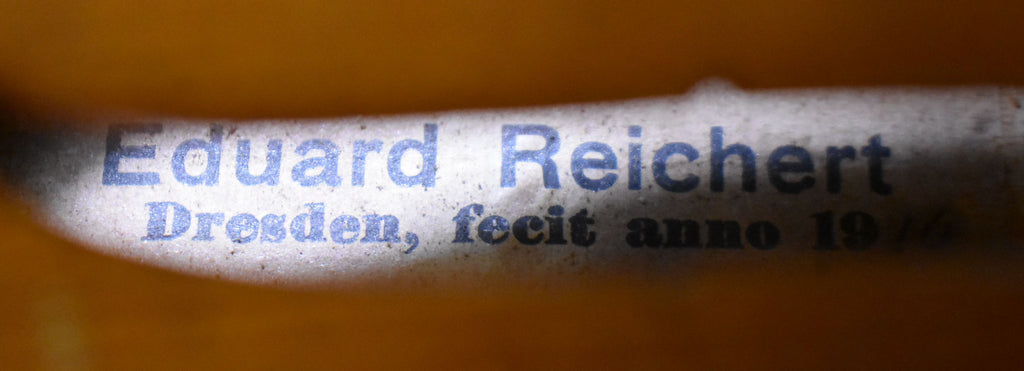 Eduard Reichert
Dresden, fecit anno 19